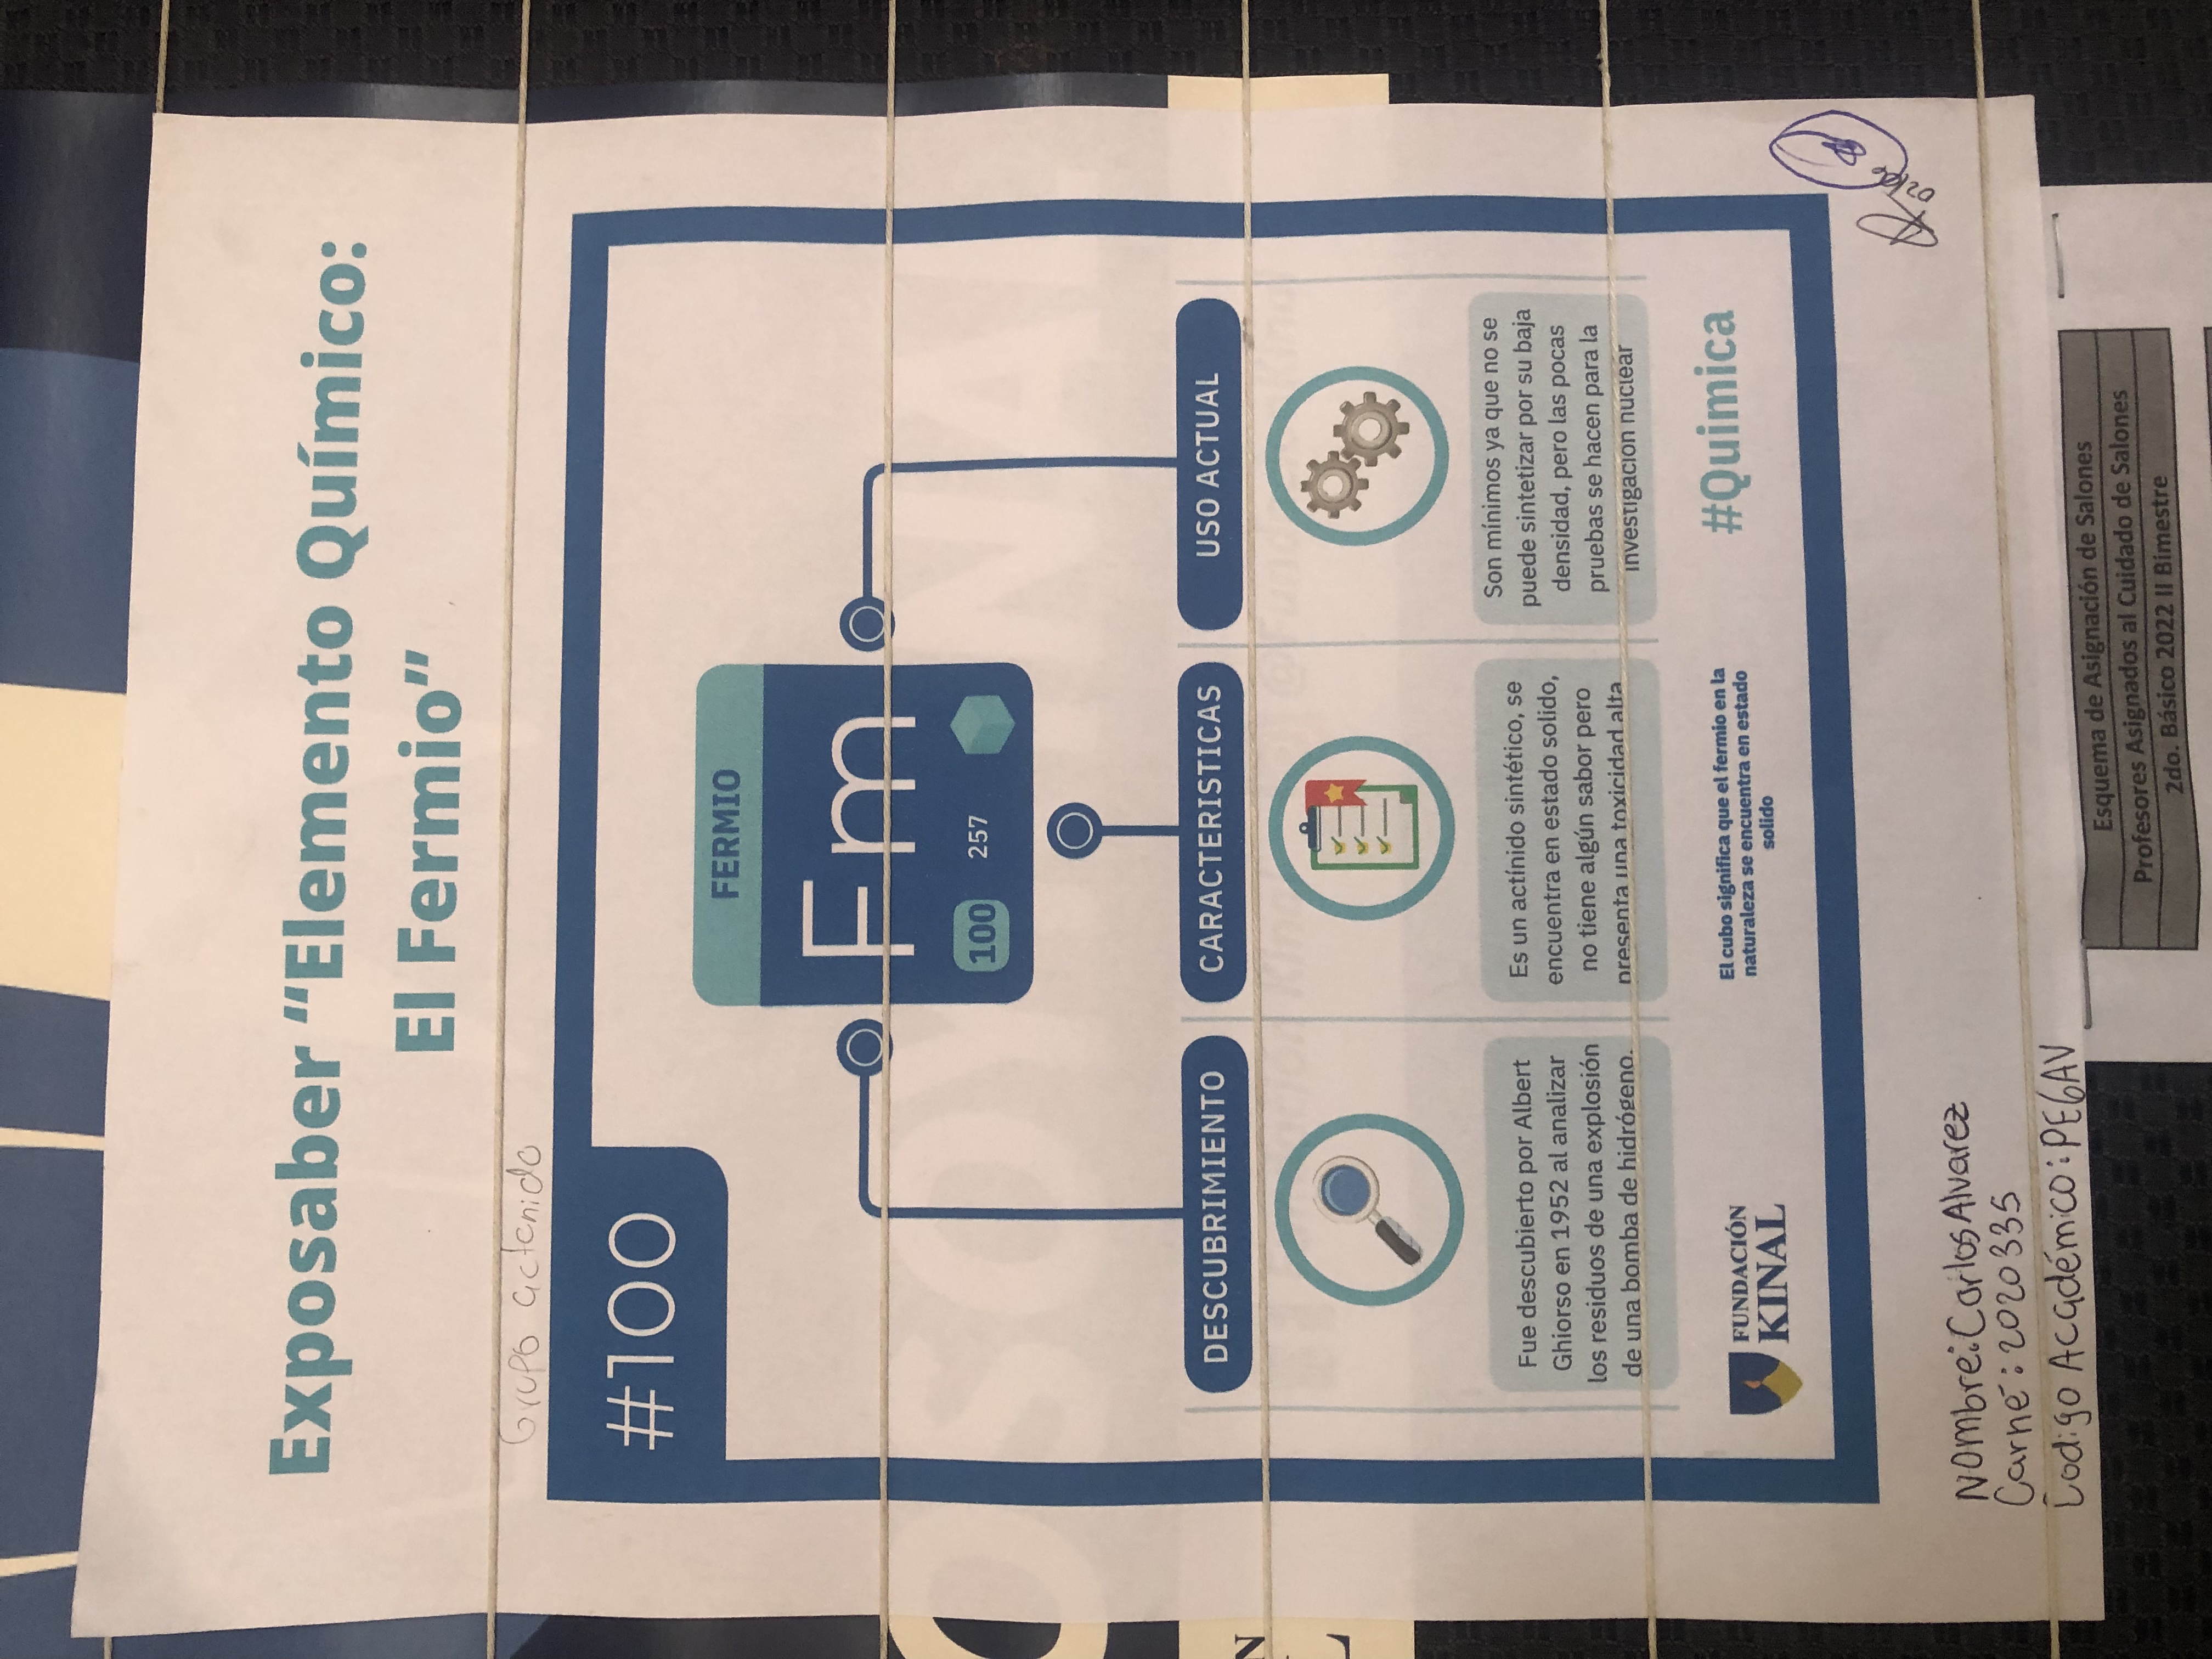 Exposaber "Elemento Químico:
El Fermio"
Grupo actenido
#100
FERMIO
Fm
100 257
DESCUBRIMIENTO
Fue descubierto por Albert
Ghiorso en 1952 al analizar
los residuos de una explosión
de una bomba de hidrógeno.
CARACTERISTICAS
Es un actínido sintético, se
encuentra en estado solido,
no tiene algún sabor pero
presenta una toxicidad alta
USO ACTUAL
Son mínimos ya que no se
puede sintetizar por su baja
densidad, pero las pocas
pruebas se hacen para la
investigacion nuclear
FUNDACIÓN
KINAL
El cubo significa que el fermio en la
naturaleza se encuentra en estado
solido
#Quimica
Nombre: Carlos Alvarez
Carné: 2020335
Codigo Académico: PE6AV
Esquema de Asignación de Salones
Profesores Asignados al Cuidado de Salones
2do. Básico 2022 II Bimestre